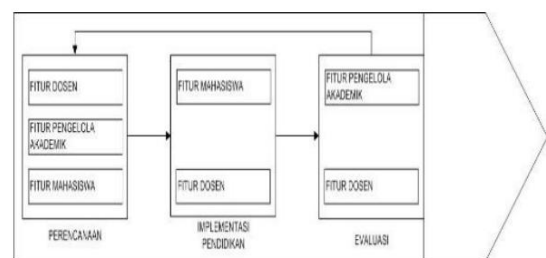 FITUR DOSEN
FITUR PENGELOLA
AKADEMIK
FITUR MAHASISWA
PERENCANAAN
FITUR MAHASISWA
FITUR DOSEN
IMPLEMENTASI
PENDIDIKAN
FITUR PENGELOLA
AKADEMIK
FITUR DOSEN
EVALUASI